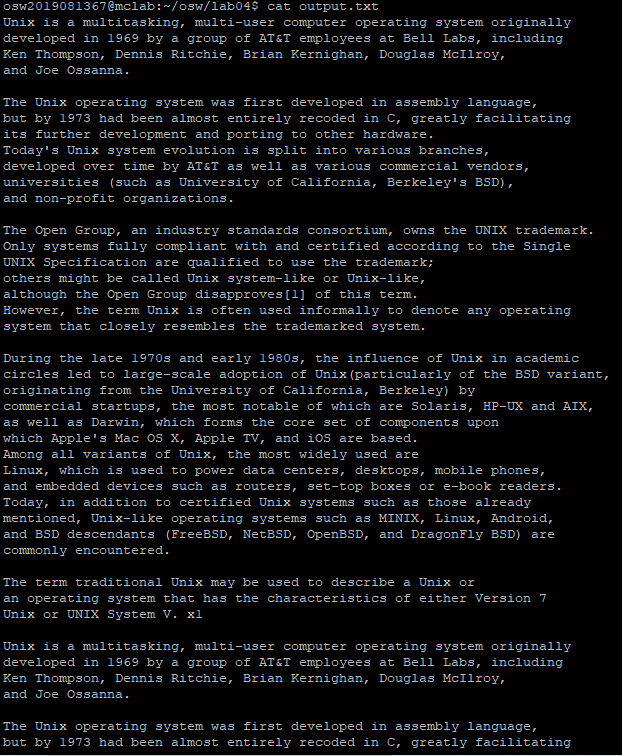 osw2019081367@mclab:~/osw/lab04$ cat output.txt
Unix is a multitasking, multi-user computer operating system originally
developed in 1969 by a group of AT&T employees at Bell Labs, including
Ken Thompson, Dennis Ritchie, Brian Kernighan, Douglas McIlroy,
and Joe Ossanna.
The Unix operating system was first developed in assembly language,
but by 1973 had been almost entirely recoded in C, greatly facilitating
its further development and porting to other hardware.
Today's Unix system evolution is split into various branches,
developed over time by AT&T as well as various commercial vendors,
universities (such as University of California, Berkeley's BSD),
and non-profit organizations.
The Open Group, an industry standards consortium, owns the UNIX trademark.
Only systems fully compliant with and certified according to the Single
UNIX Specification are qualified to use the trademark;
others might be called Unix system-like or Unix-like,
although the Open Group disapproves[1] of this term.
However, the term Unix is often used informally to denote any operating
system that closely resembles the trademarked system.
During the late 1970s and early 1980s, the influence of Unix in academic
circles led to large-scale adoption of Unix(particularly of the BSD variant,
originating from the University of California, Berkeley) by
commercial startups, the most notable of which are Solaris, HP-UX and AIX,
as well as Darwin, which forms the core set of components upon
which Apple's Mac OS X, Apple TV, and iOS are based.
Among all variants of Unix, the most widely used are
Linux, which is used to power data centers, desktops, mobile phones,
and embedded devices such as routers, set-top boxes or e-book readers.
Today, in addition to certified Unix systems such as those already
mentioned, Unix-like operating systems such as MINIX, Linux, Android,
and BSD descendants (FreeBSD, NetBSD, OpenBSD, and DragonFly BSD) are
commonly encountered.
The term traditional Unix may be used to describe a Unix or
an operating system that has the characteristics of either Version 7
Unix or UNIX System V. x1
Unix is a multitasking, multi-user computer operating system originally
developed in 1969 by a group of AT&T employees at Bell Labs, including
Ken Thompson, Dennis Ritchie, Brian Kernighan, Douglas McIlroy,
and Joe Ossanna.
The Unix operating system was first developed in assembly language,
but by 1973 had been almost entirely recoded in C, greatly facilitating